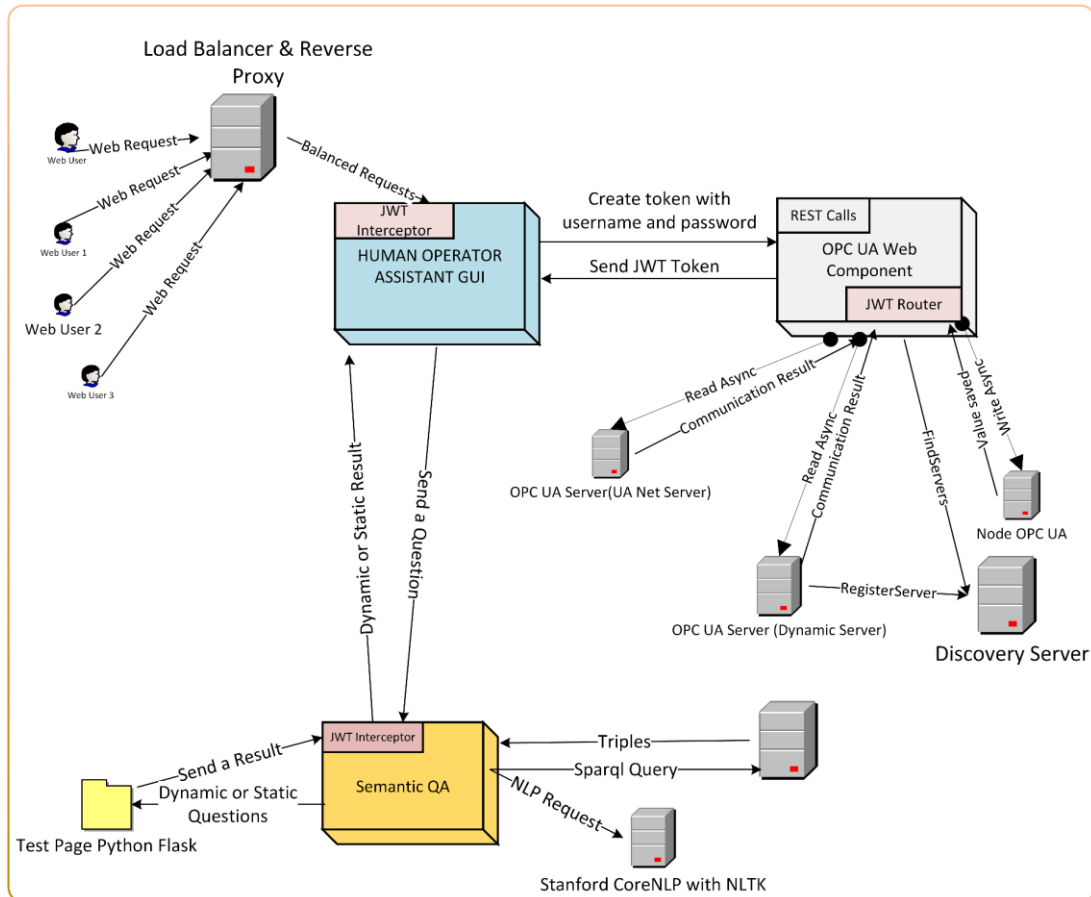 Load Balancer & Reverse
Proxy
Web User
Web Request
Web User 1
Web Request
Web User 2
Web Request
Web User 3
Web Request
Balanced Requests
JWT
Interceptor
HUMAN OPERATOR
ASSISTANT GUI
Create token with
username and password
Send JWT Token
REST Calls
OPC UA Web
Component
JWT Router
Read Async
Communication Result
OPC UA Server(UA Net Server)
Read Async
Communication Result
FindServers
Value saved
Write Async
Node OPC UA
OPC UA Server (Dynamic Server)
RegisterServer
Discovery Server
Dynamic or Static Result
Send a Question
JWT Interceptor
Semantic QA
Send a Result
Dynamic or Static
Questions
Test Page Python Flask
Triples
Sparql Query
NLP Request
Stanford CoreNLP with NLTK